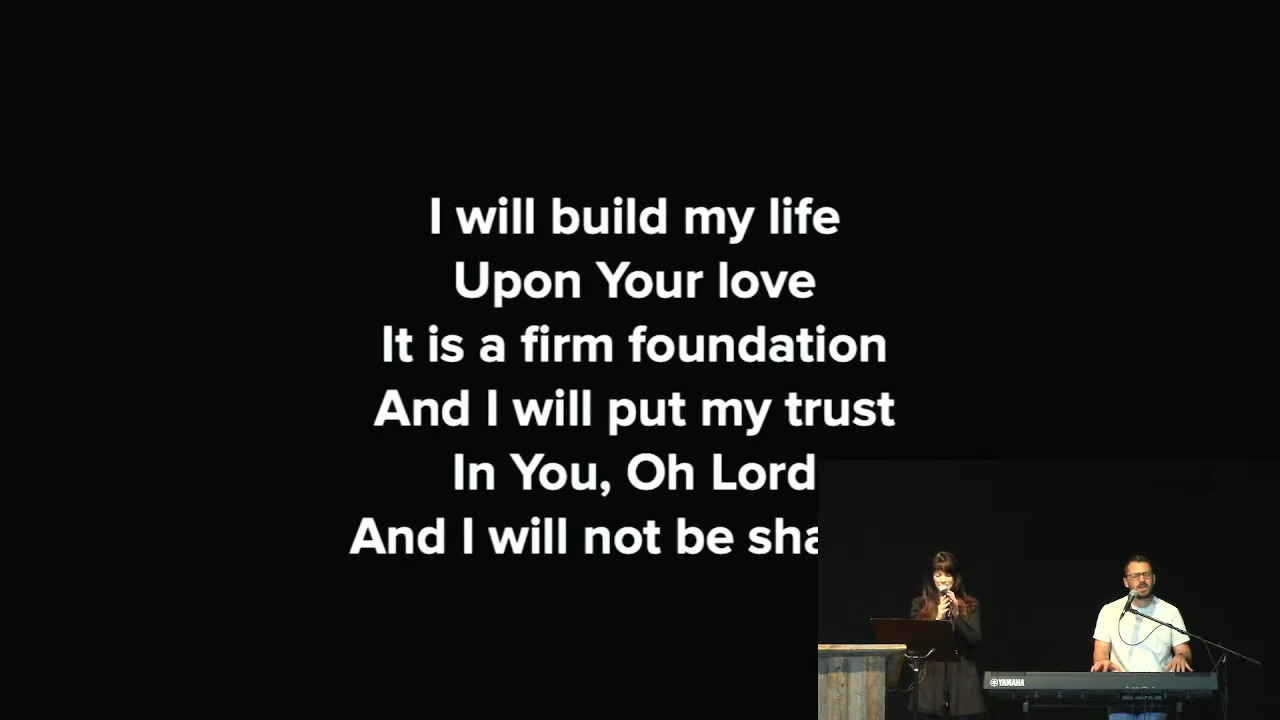 I will build my life
Upon Your love
It is a firm foundation
And I will put my trust
In You, Oh Lord
And I will not be sha
YAMAHA